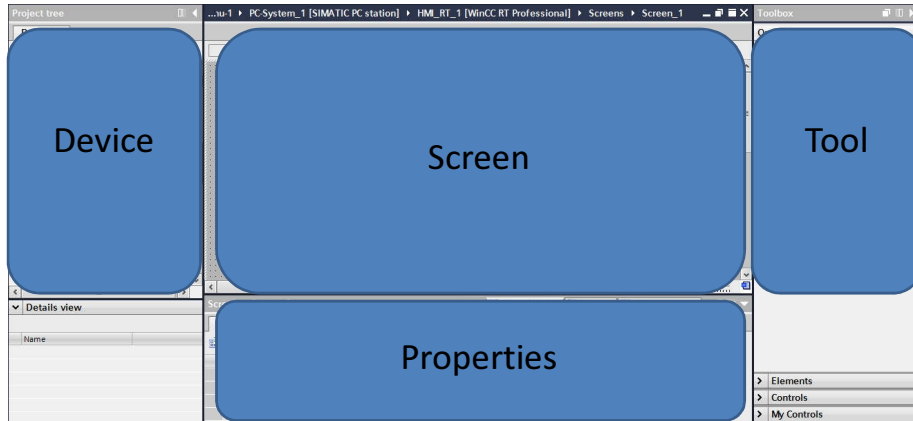 Project tree
...u-1 ▸ PC-System_1 [SIMATIC PC station] ▸ HMI_RT_1 [WinCC RT Professional] ▸ Screens ▸ Screen_1
Toolbox
Device
Screen
Tool
Details view
Name
Properties
Elements
Controls
My Controls